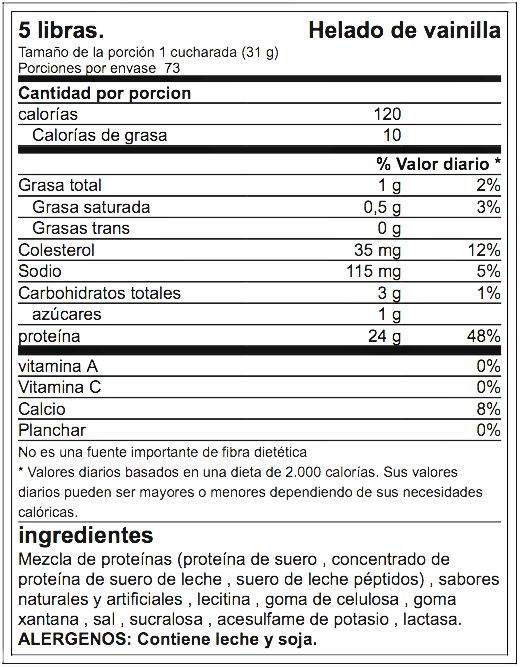 5 libras. Helado de vainilla
Tamaño de la porción 1 cucharada (31 g)
Porciones por envase 73
Cantidad por porcion
calorías 120
Calorías de grasa 10
% Valor diario *
Grasa total 1 g 2%
Grasa saturada 0,5 g 3%
Grasas trans 0 g
Colesterol 35 mg 12%
Sodio 115 mg 5%
Carbohidratos totales 3 g 1%
azúcares 1 g
proteína 24 g 48%
vitamina A 0%
Vitamina C 0%
Calcio 8%
Planchar 0%
No es una fuente importante de fibra dietética
* Valores diarios basados en una dieta de 2.000 calorías. Sus valores
diarios pueden ser mayores o menores dependiendo de sus necesidades
calóricas.
ingredientes
Mezcla de proteínas (proteína de suero , concentrado de
proteína de suero de leche , suero de leche péptidos) , sabores
naturales y artificiales , lecitina , goma de celulosa , goma
xantana , sal , sucralosa , acesulfame de potasio , lactasa.
ALERGENOS: Contiene leche y soja.